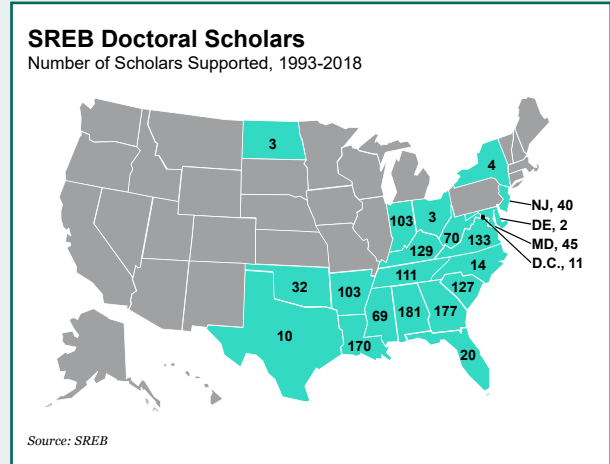 SREB Doctoral Scholars
Number of Scholars Supported, 1993-2018
3
4
NJ, 40
DE, 2
MD, 45
D.C., 11
103
3
70
133
129
14
111
32
103
127
69
181
177
10
170
20
Source: SREB